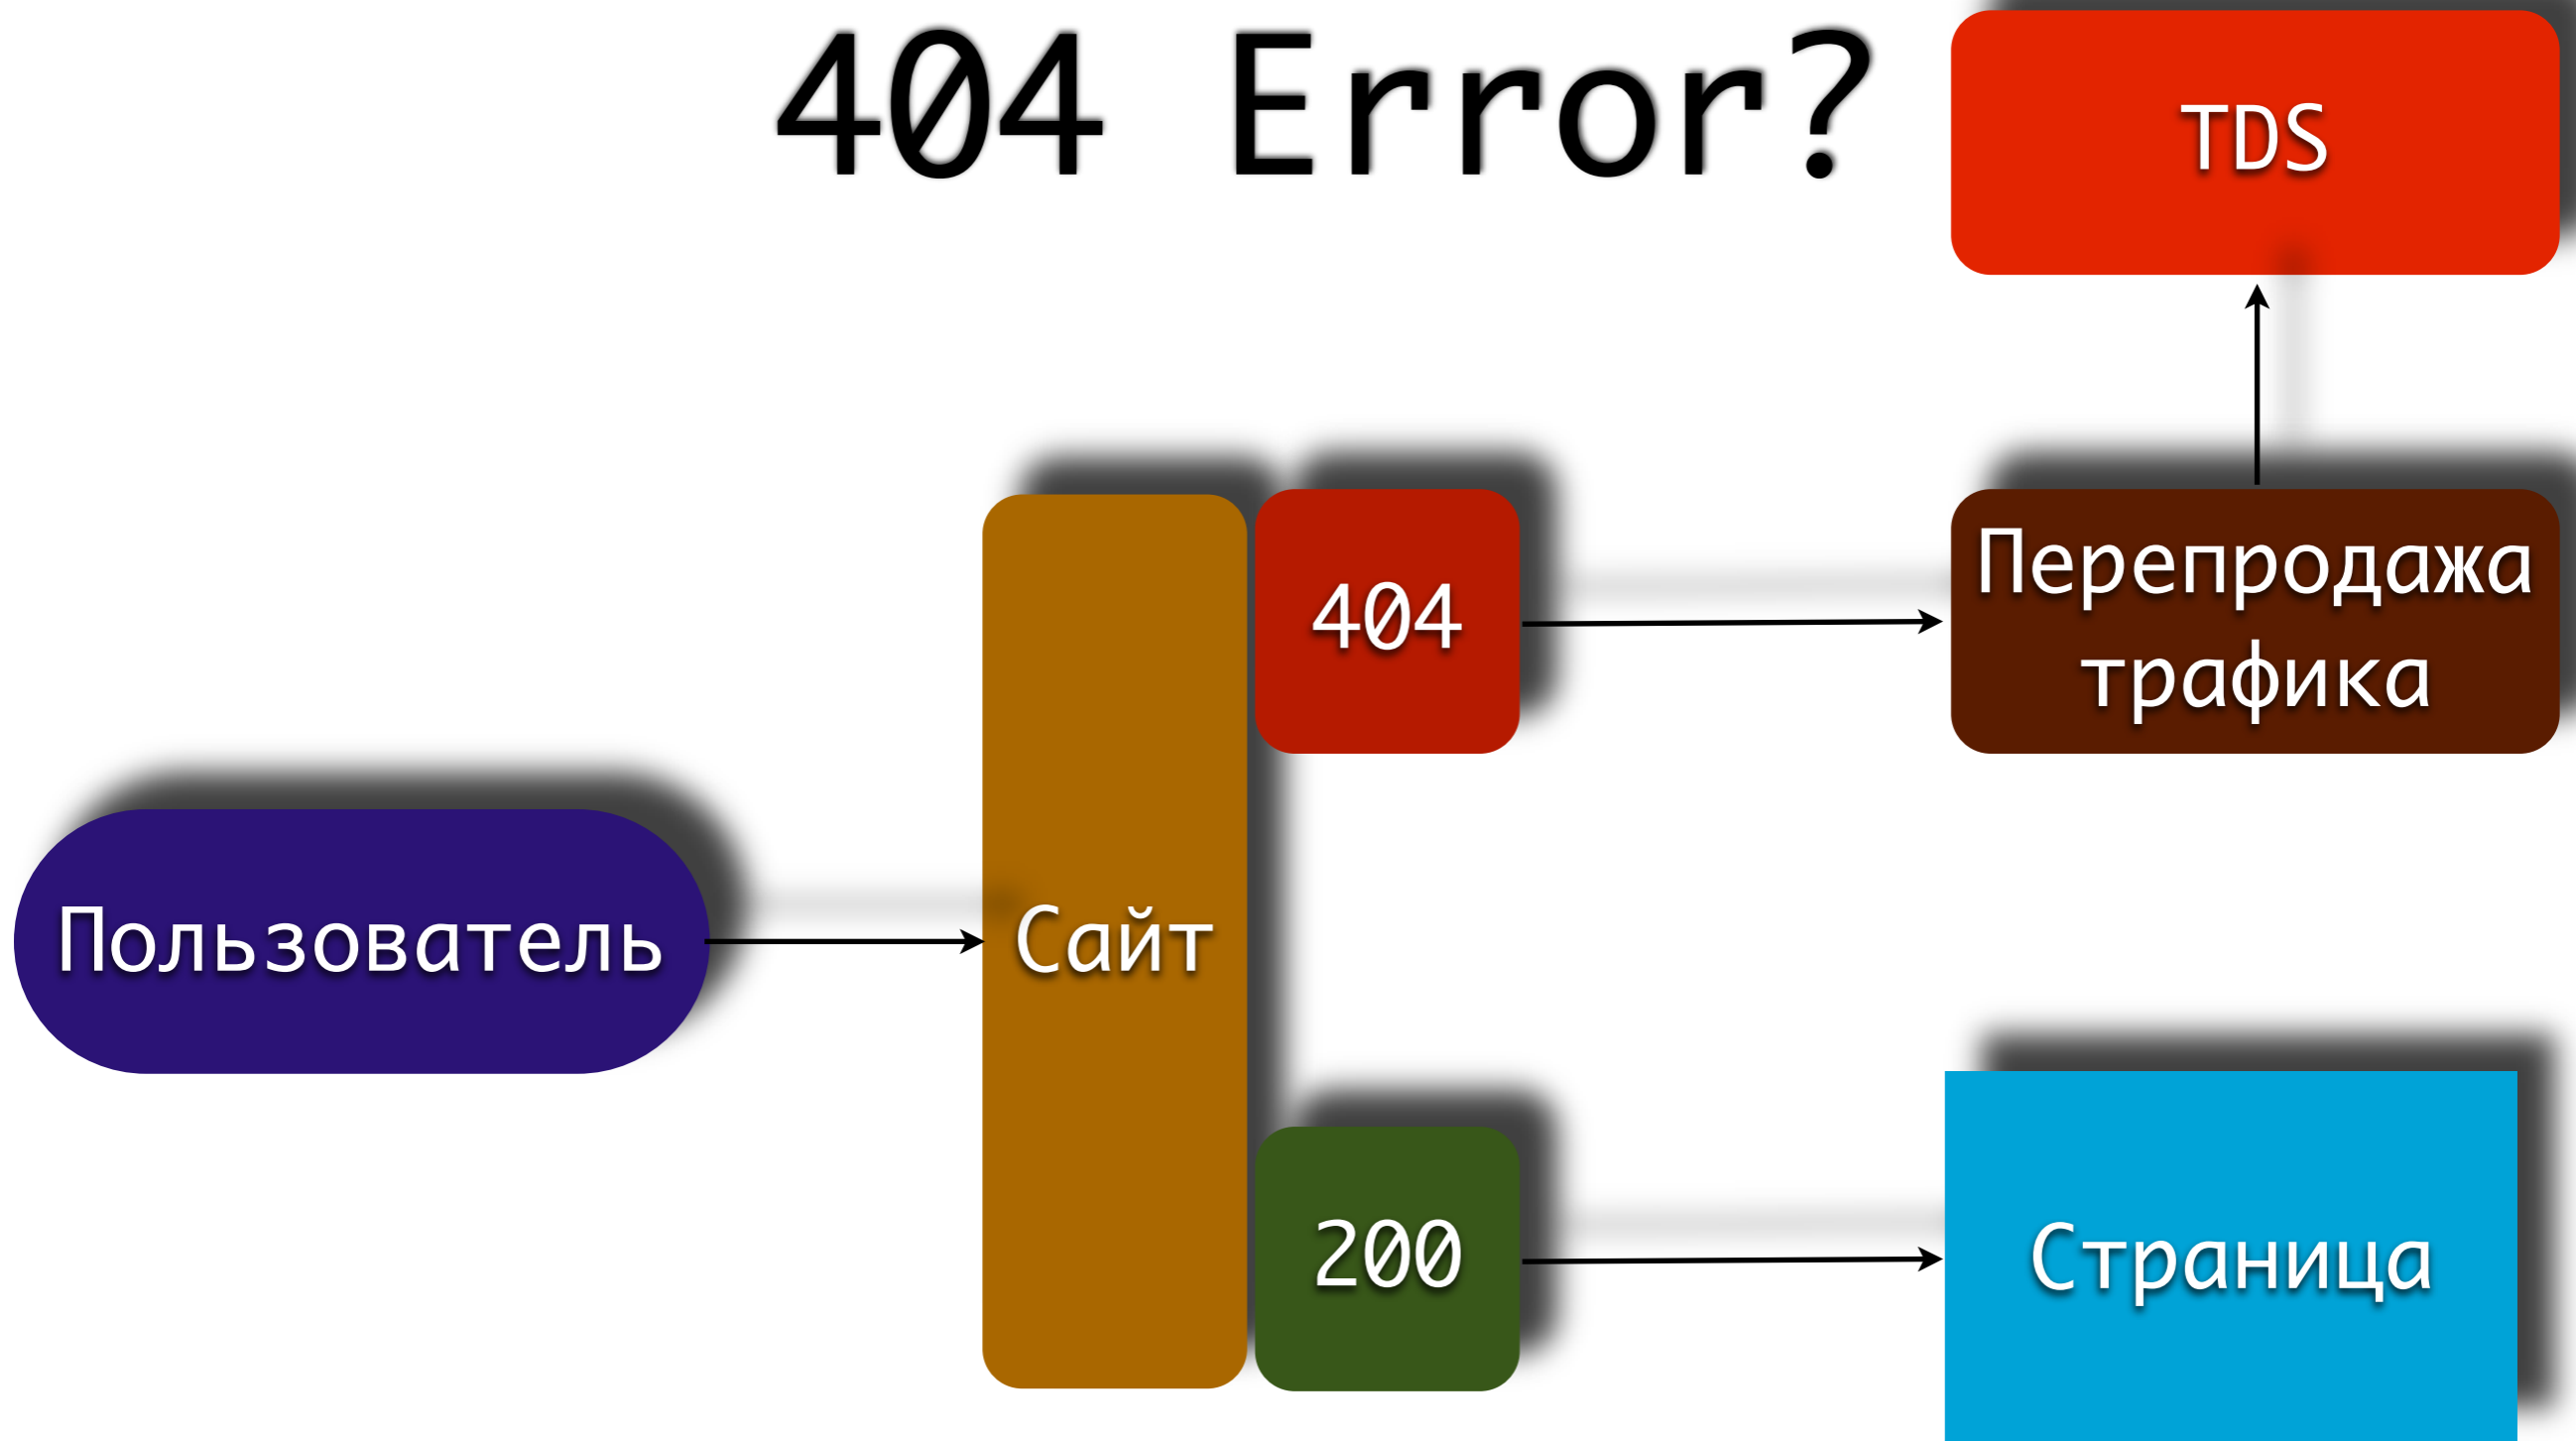 404 Error?
TDS
404
Перепродажа
трафика
Пользователь
Сайт
200
Страница